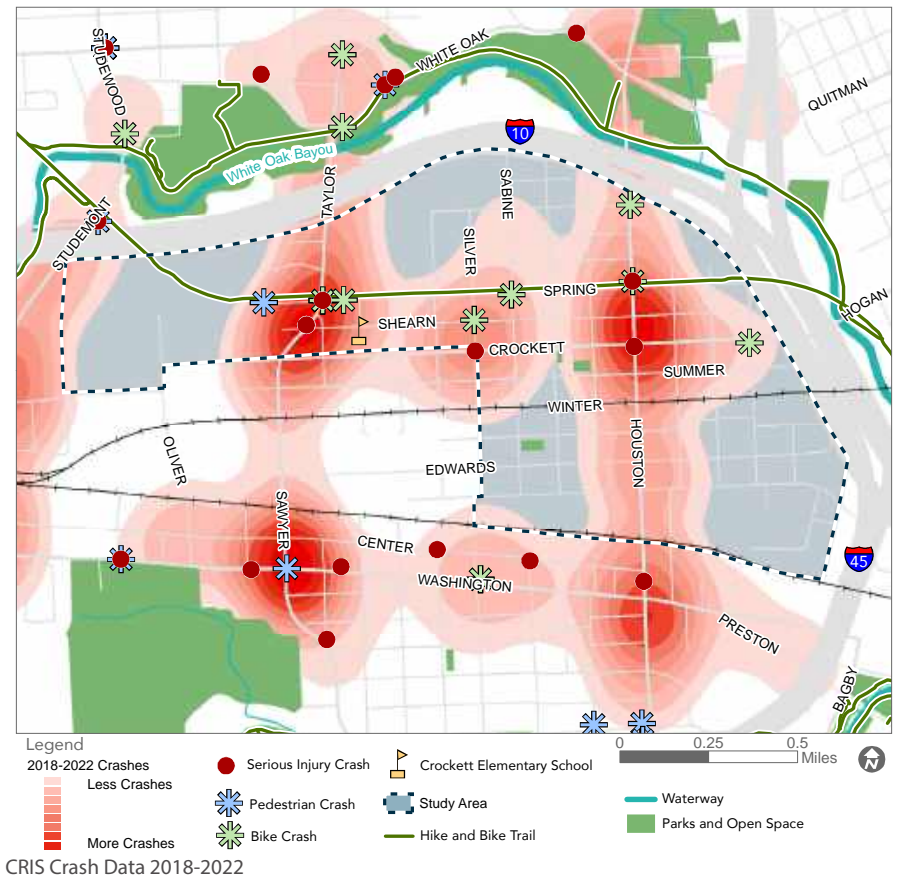 STUDEWOOD
WHITE OAK
QUITMAN
10
White Oak Bayou
TAYLOR
SABINE
STUDEMONT
SILVER
SPRING
HOGAN
SHEARN
CROCKETT
SUMMER
WINTER
OLIVER
EDWARDS
HOUSTON
SAWYER
CENTER
45
WASHINGTON
PRESTON
BAGBY
Legend
2018-2022 Crashes
Less Crashes
More Crashes
Serious Injury Crash
Pedestrian Crash
Bike Crash
Crockett Elementary School
Study Area
Hike and Bike Trail
0 0.25 0.5
Miles
N
Waterway
Parks and Open Space
CRIS Crash Data 2018-2022